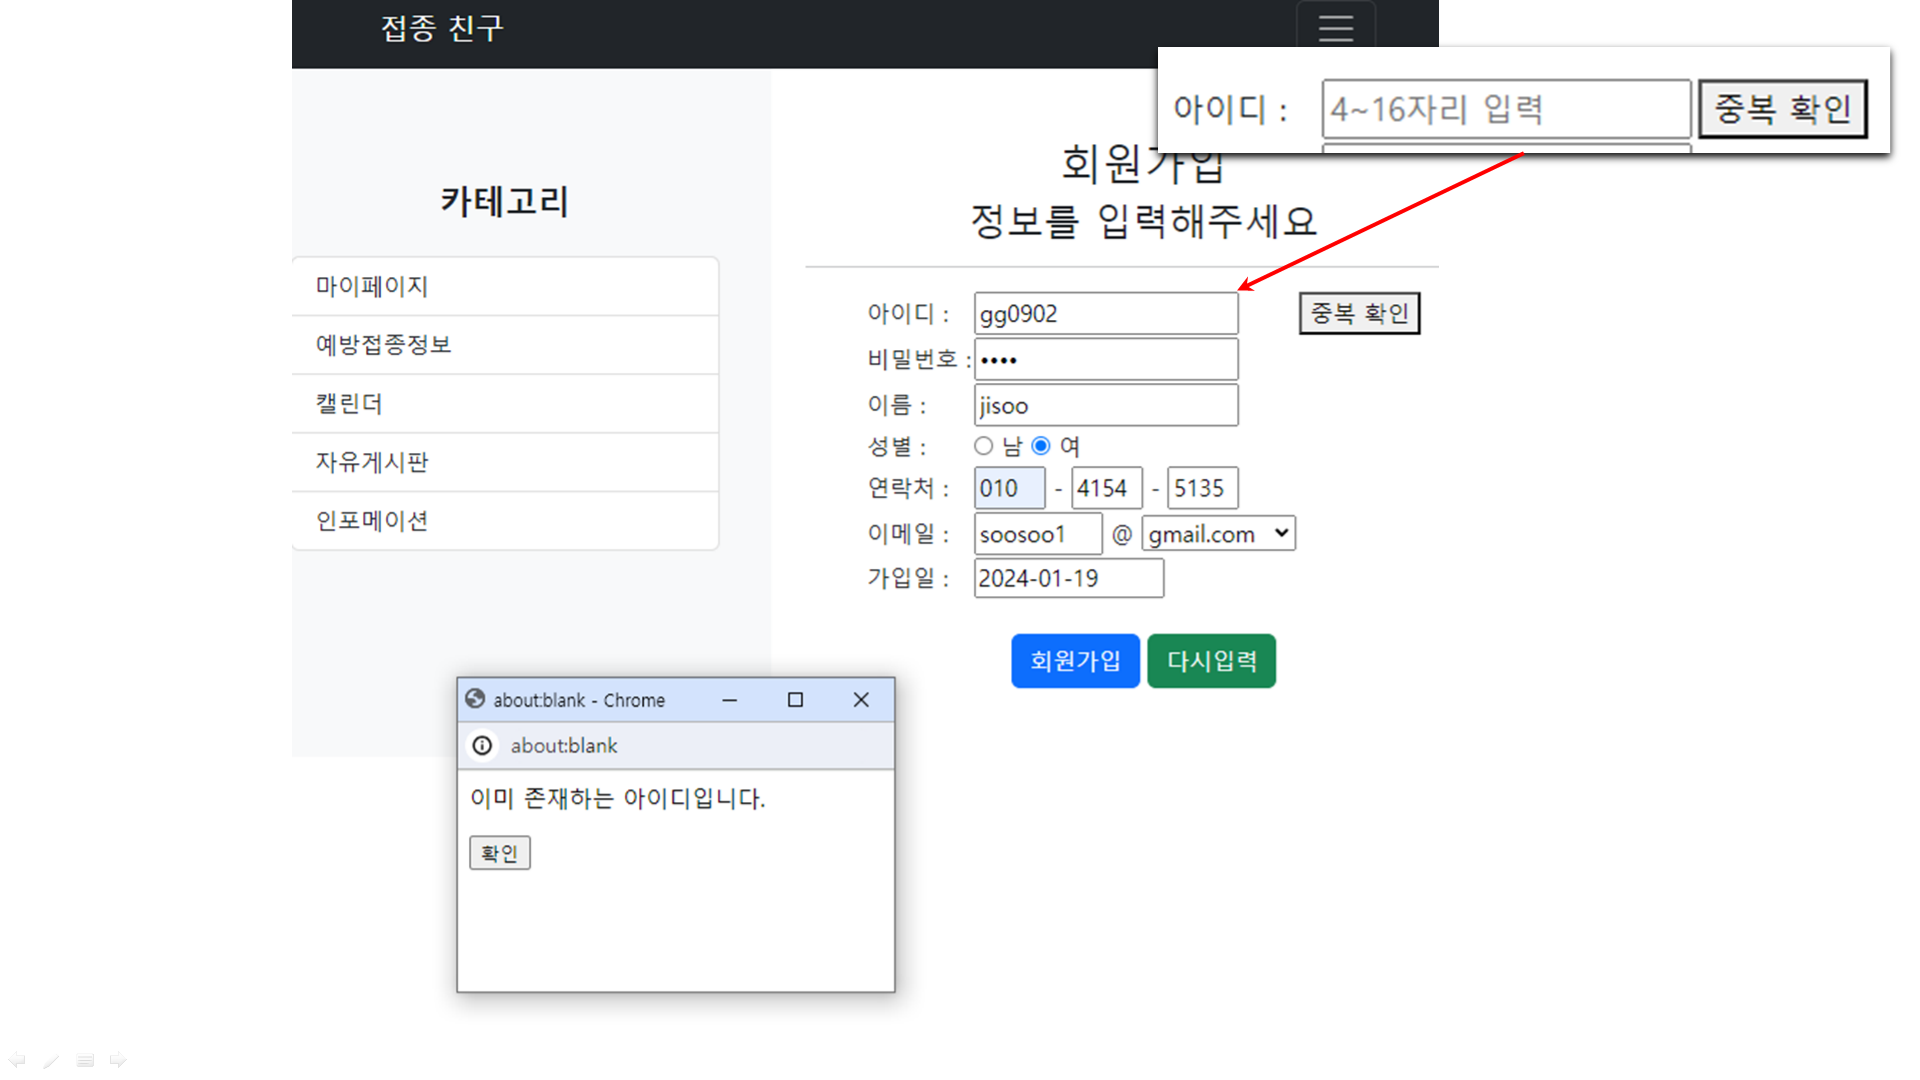 접종 친구
아이디 : 4~16자리 입력 중복 확인
카테고리
마이페이지
예방접종정보
캘린더
자유게시판
인포메이션
회원가입
정보를 입력해주세요
아이디 : gg0902 중복 확인
비밀번호 : ••••
이름 : jisoo
성별 : 남 여
연락처 : 010 - 4154 - 5135
이메일 : soosoo1 @ gmail.com
가입일 : 2024-01-19
회원가입 다시입력
about:blank - Chrome
about:blank
이미 존재하는 아이디입니다.
확인